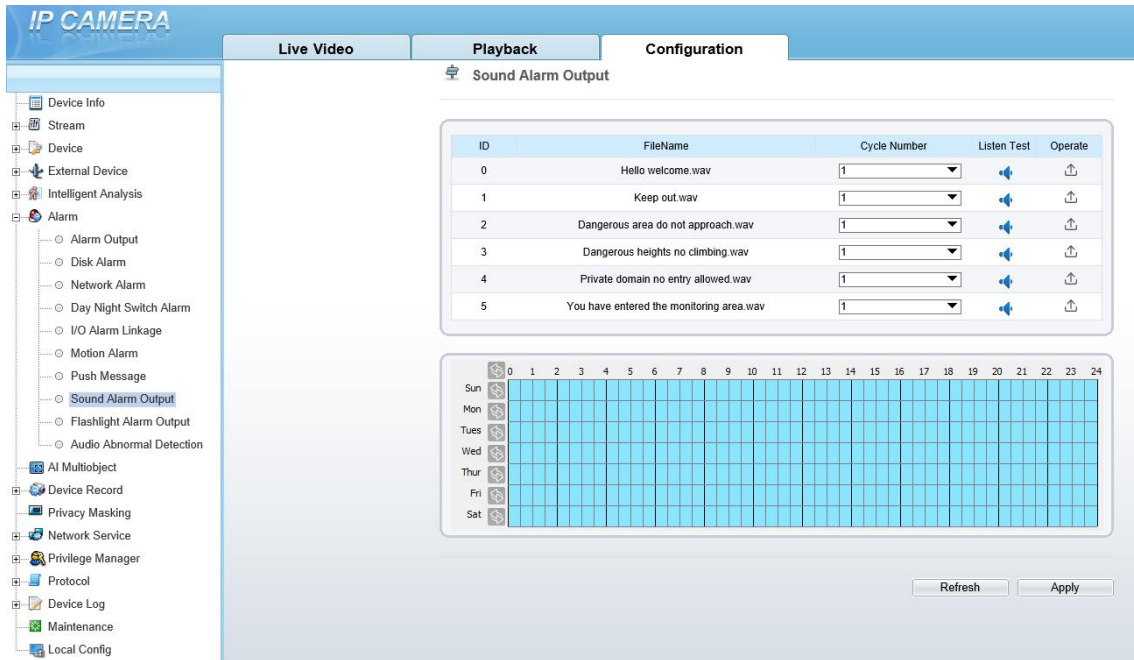 IP CAMERA
Live Video
Playback
Configuration
Device Info
Stream
Device
External Device
Intelligent Analysis
Alarm
Alarm Output
Disk Alarm
Network Alarm
Day Night Switch Alarm
I/O Alarm Linkage
Motion Alarm
Push Message
Sound Alarm Output
Flashlight Alarm Output
Audio Abnormal Detection
AI Multiobject
Device Record
Privacy Masking
Network Service
Privilege Manager
Protocol
Device Log
Maintenance
Local Config
Sound Alarm Output
ID FileName Cycle Number Listen Test Operate
0 Hello welcome.wav 1
1 Keep out.wav 1
2 Dangerous area do not approach.wav 1
3 Dangerous heights no climbing.wav 1
4 Private domain no entry allowed.wav 1
5 You have entered the monitoring area.wav 1
0 1 2 3 4 5 6 7 8 9 10 11 12 13 14 15 16 17 18 19 20 21 22 23 24
Sun
Mon
Tues
Wed
Thur
Fri
Sat
Refresh Apply